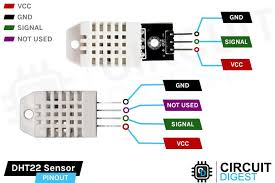 VCC
GND
SIGNAL
NOT USED
GND
SIGNAL
VCC
GND
NOT USED
SIGNAL
VCC
DHT22 Sensor
PINOUT
CIRCUIT
DIGEST